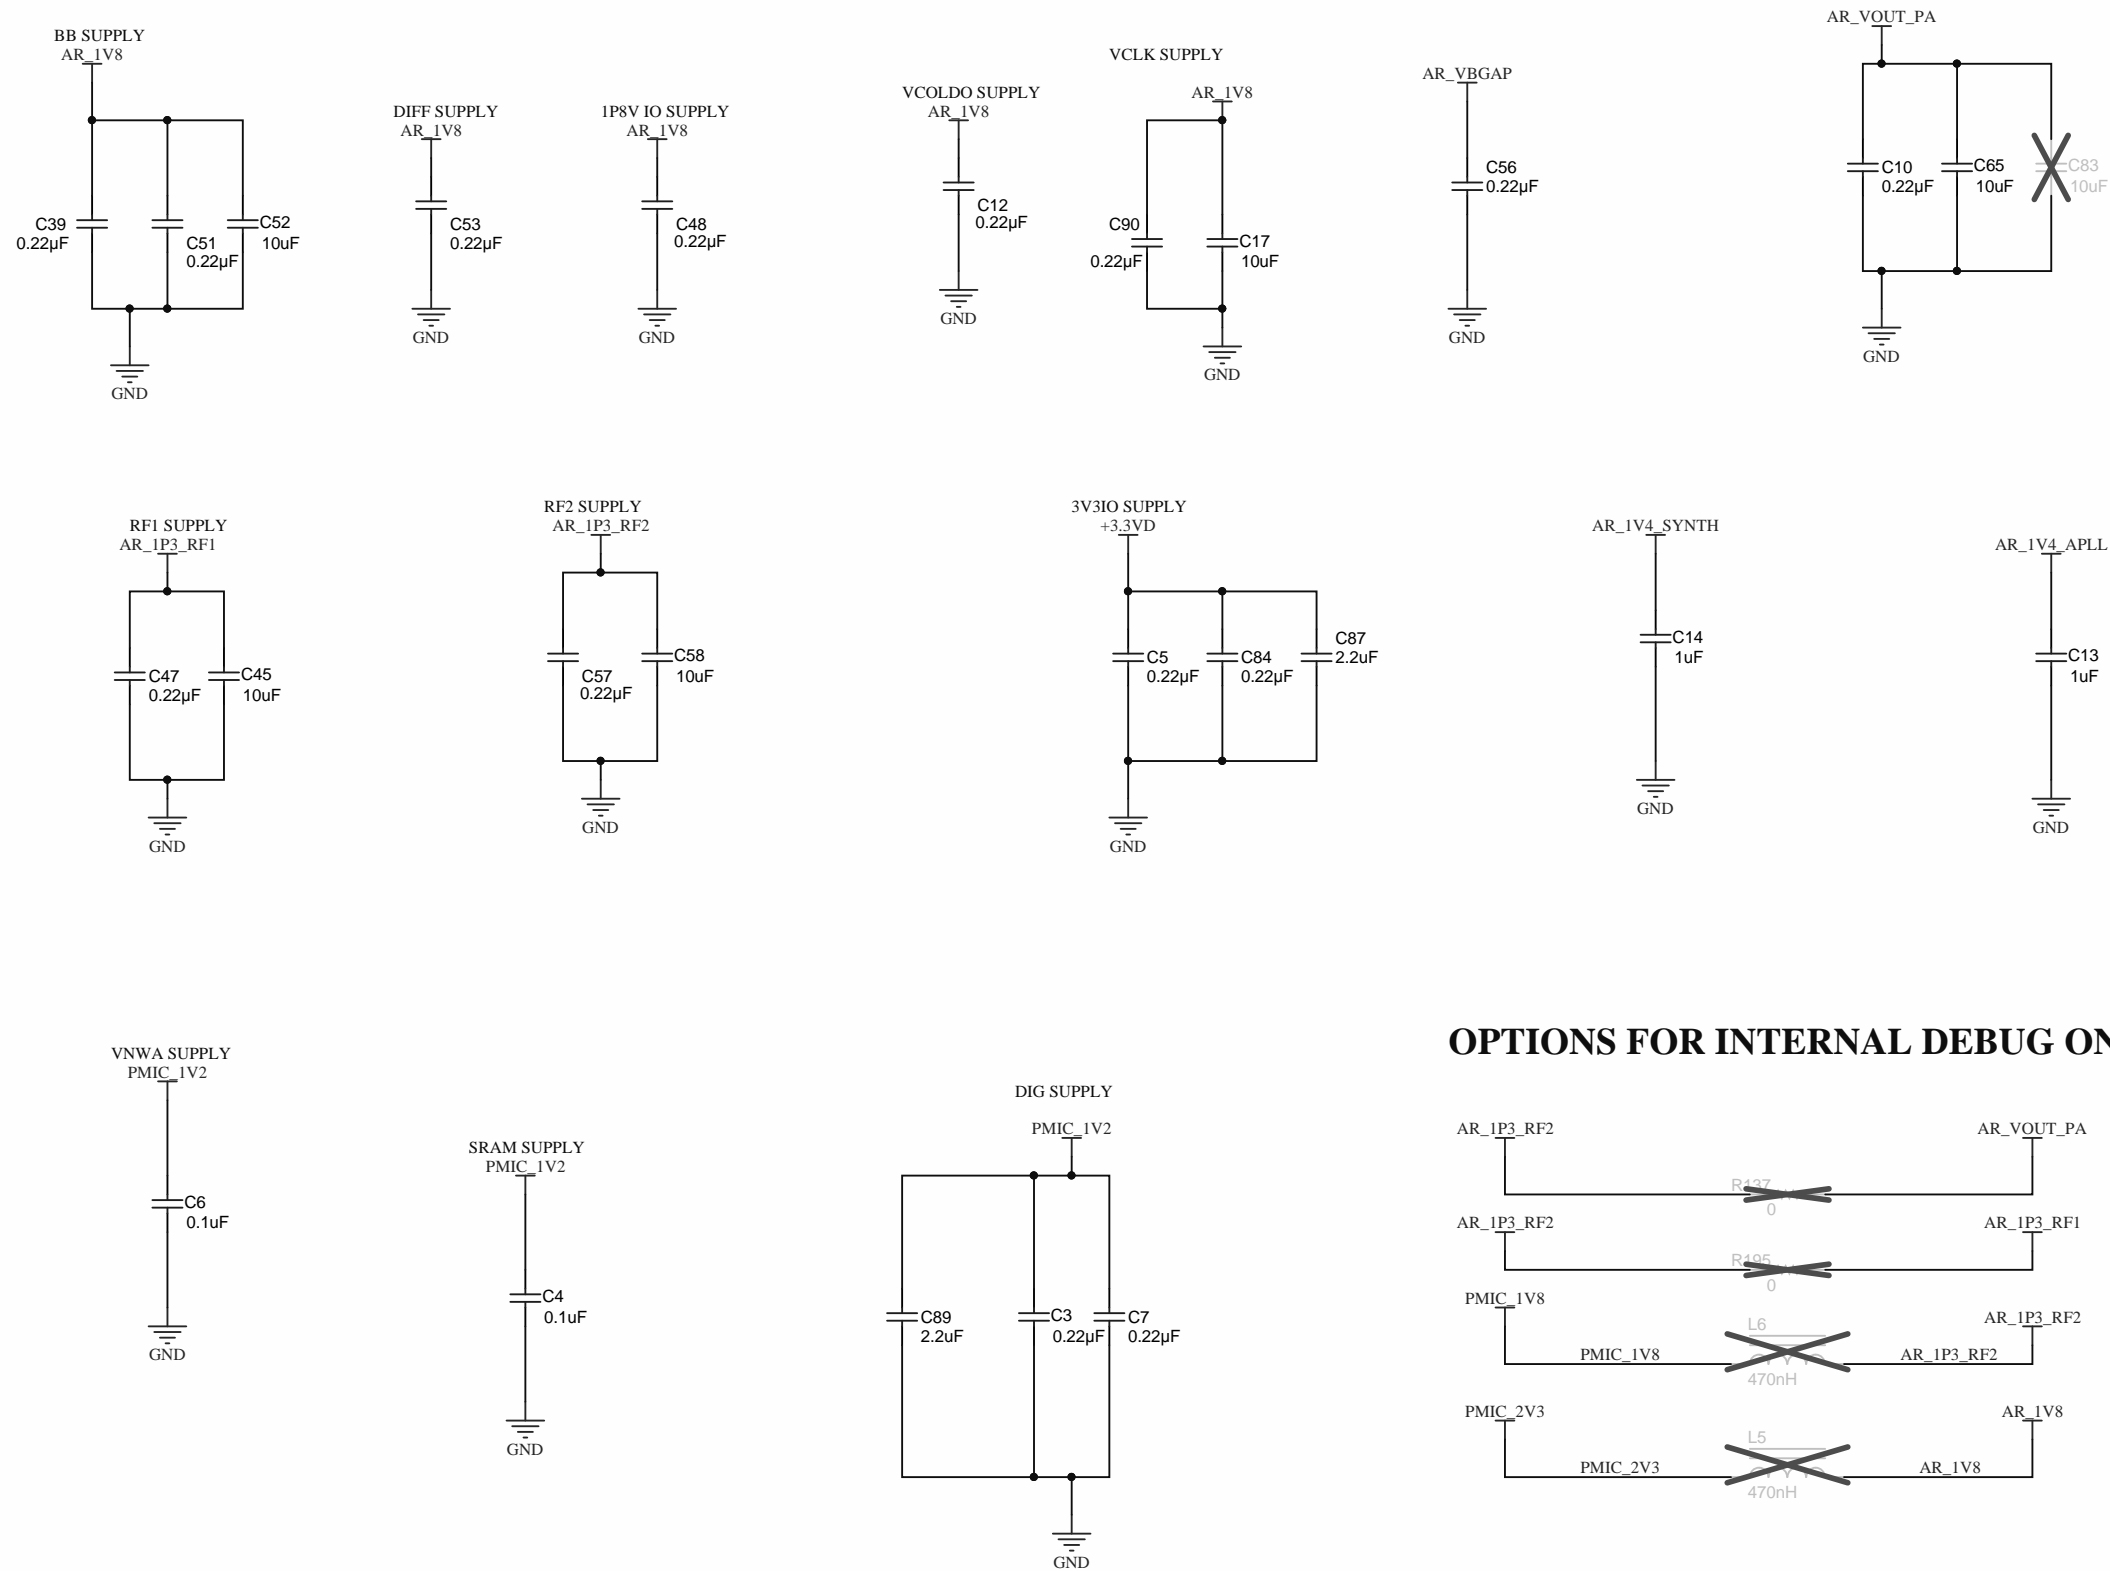 BB SUPPLY
AR_1V8
C39
0.22µF
C51
0.22µF
C52
10uF
GND
DIFF SUPPLY
AR_1V8
C53
0.22µF
GND
1P8V IO SUPPLY
AR_1V8
C48
0.22µF
GND
VCOLDO SUPPLY
AR_1V8
C12
0.22µF
GND
VCLK SUPPLY
AR_1V8
C90
0.22µF
C17
10uF
GND
AR_VBGAP
C56
0.22µF
GND
AR_VOUT_PA
C10
0.22µF
C65
10uF
C83
10uF
GND
RF1 SUPPLY
AR_1P3_RF1
C47
0.22µF
C45
10uF
GND
RF2 SUPPLY
AR_1P3_RF2
C57
0.22µF
C58
10uF
GND
3V3IO SUPPLY
+3.3VD
C5
0.22µF
C84
0.22µF
C87
2.2uF
GND
AR_1V4_SYNTH
C14
1uF
GND
AR_1V4_APLL
C13
1uF
GND
VNWA SUPPLY
PMIC_1V2
C6
0.1uF
GND
SRAM SUPPLY
PMIC_1V2
C4
0.1uF
GND
DIG SUPPLY
PMIC_1V2
C89
2.2uF
C3
0.22µF
C7
0.22µF
GND
OPTIONS FOR INTERNAL DEBUG ON
AR_1P3_RF2
AR_VOUT_PA
R137
0
AR_1P3_RF2
AR_1P3_RF1
R195
0
PMIC_1V8
AR_1P3_RF2
L6
PMIC_1V8
AR_1P3_RF2
470nH
PMIC_2V3
AR_1V8
L5
PMIC_2V3
AR_1V8
470nH